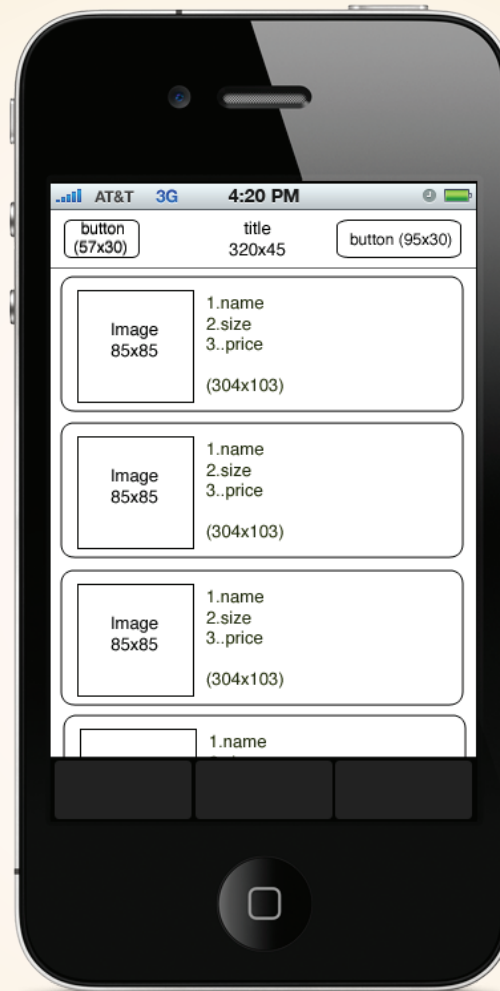 AT&T 3G 4:20 PM
button
(57x30)
title
320x45
button (95x30)
Image
85x85
1.name
2.size
3..price
(304x103)
Image
85x85
1.name
2.size
3..price
(304x103)
Image
85x85
1.name
2.size
3..price
(304x103)
1.name